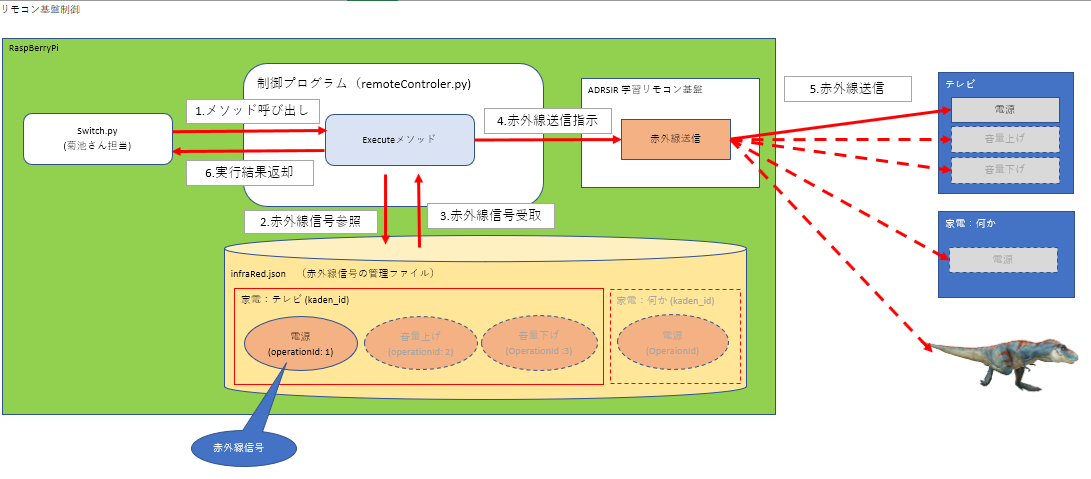 リモコン基盤制御
RaspBerryPi
制御プログラム（remoteControler.py)
Switch.py
(菊池さん担当)
1.メソッド呼び出し
Executeメソッド
6.実行結果返却
4.赤外線送信指示
ADRSIR 学習リモコン基盤
赤外線送信
5.赤外線送信
テレビ
電源
音量上げ
音量下げ
家電：何か
電源
2.赤外線信号参照
3.赤外線信号受取
infraRed.json　（赤外線信号の管理ファイル）
家電：テレビ (kaden_id)
電源
(operationId: 1)
音量上げ
(operationId: 2)
音量下げ
(OperationId :3)
家電：何か (kaden_id)
電源
(OperaionId)
赤外線信号